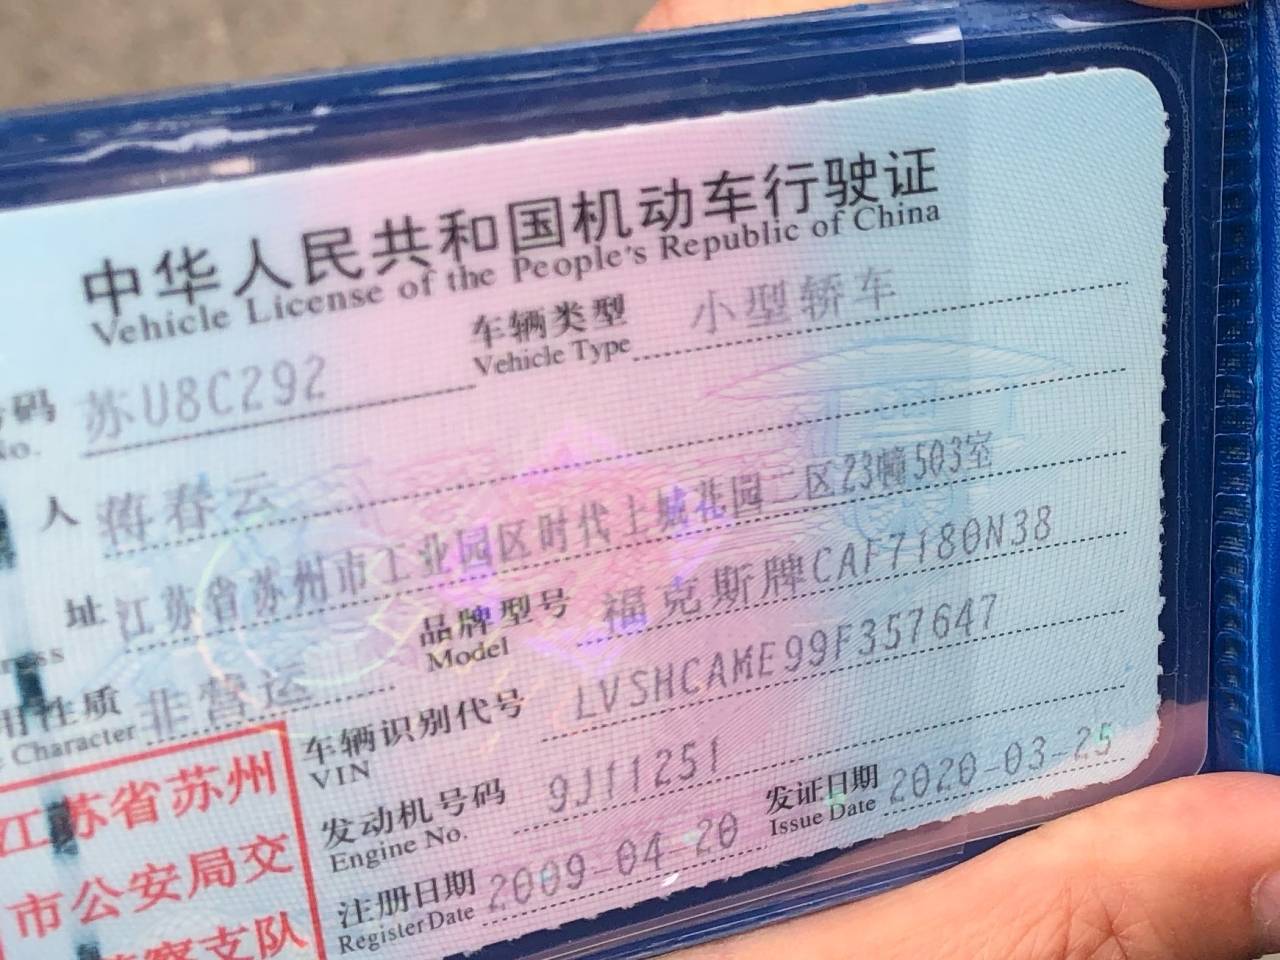 中华人民共和国机动车行驶证
Vehicle License of the People's Republic of China
号码 苏U8C292 车辆类型 小型轿车
No. Vehicle Type
人 蒋春云
址 江苏省苏州市工业园区时代上城花园二区23幢503室
用性质 非营运 品牌型号 福克斯牌CAF7180N38
Character Model
车辆识别代号 LVSHCAME99F357647
VIN
发动机号码 9J11251
Engine No.
注册日期 2009-04-20 发证日期 2020-03-25
Register Date Issue Date
江苏省苏州
市公安局交
警察支队